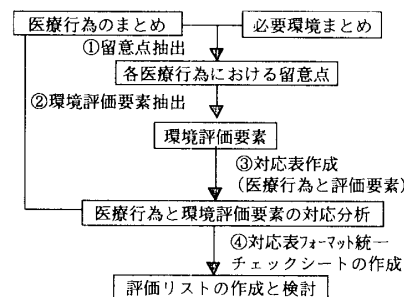 医療行為のまとめ 必要環境まとめ
①留意点抽出
各医療行為における留意点
②環境評価要素抽出
環境評価要素
③対応表作成
(医療行為と評価要素)
医療行為と環境評価要素の対応分析
④対応表フォーマット統一
チェックシートの作成
評価リストの作成と検討